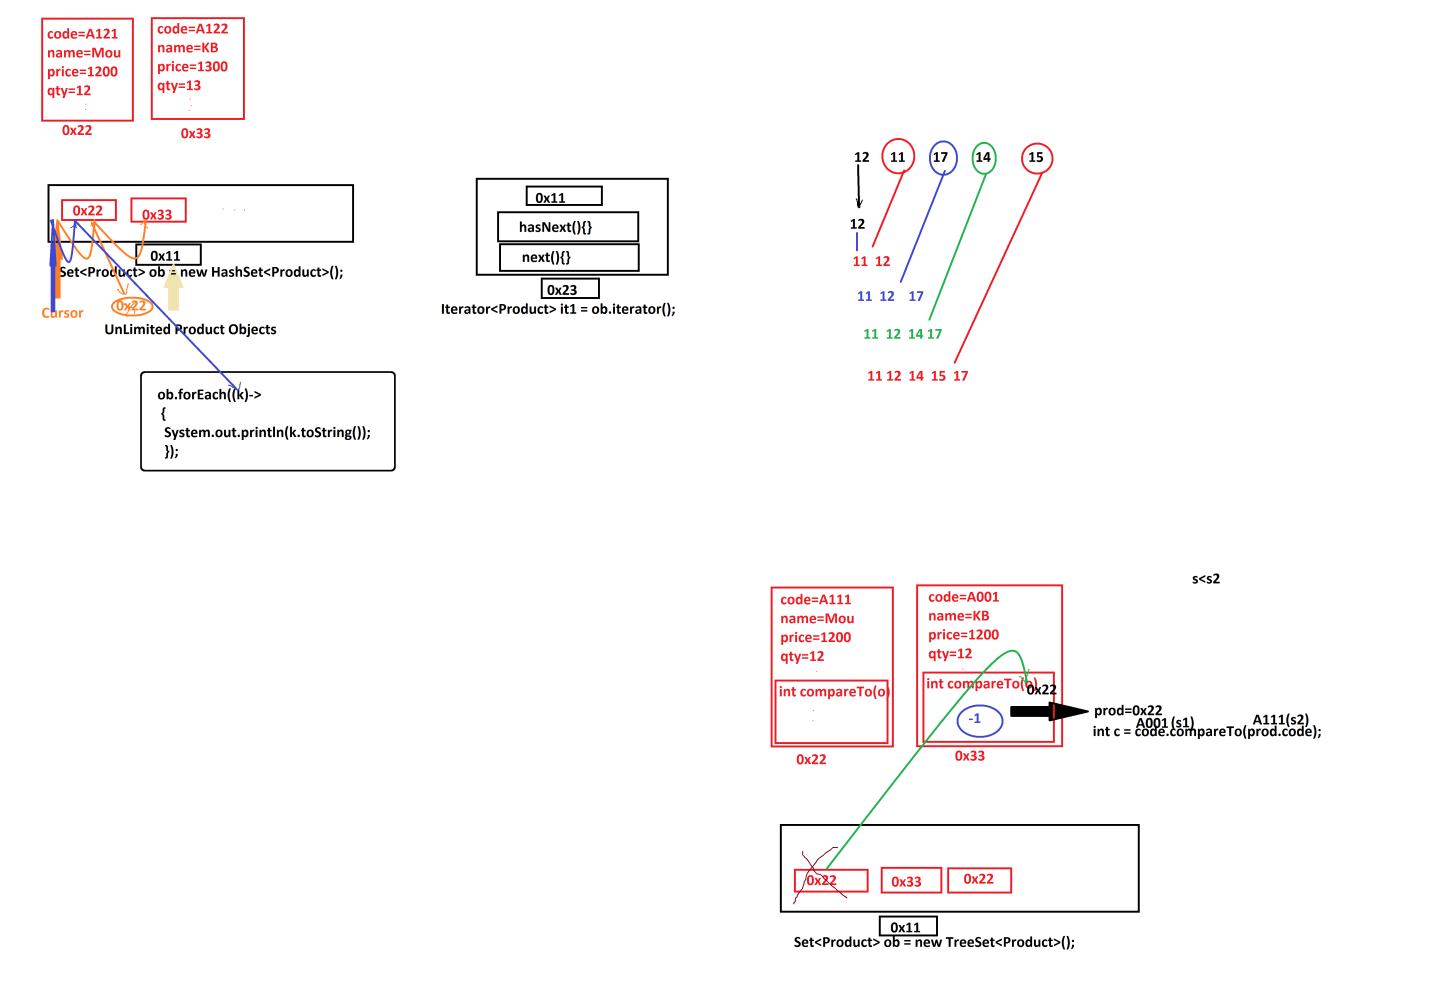 code=A121
name=Mou
price=1200
qty=12
0x22
code=A122
name=KB
price=1300
qty=13
0x33
0x22
0x33
0x11
Set<Product> ob = new HashSet<Product>();
Cursor
0x22
UnLimited Product Objects
ob.forEach((k)->
{
System.out.println(k.toString());
});
0x11
hasNext(){}
next(){}
0x23
Iterator<Product> it1 = ob.iterator();
12 11 17 14 15
12
11 12
11 12 17
11 12 14 17
11 12 14 15 17
s<s2
code=A111
name=Mou
price=1200
qty=12
int compareTo(o)
0x22
code=A001
name=KB
price=1200
qty=12
int compareTo(o)
0x22
-1
0x33
prod=0x22
A001 (s1) A111(s2)
int c = code.compareTo(prod.code);
0x22 0x33 0x22
0x11
Set<Product> ob = new TreeSet<Product>();